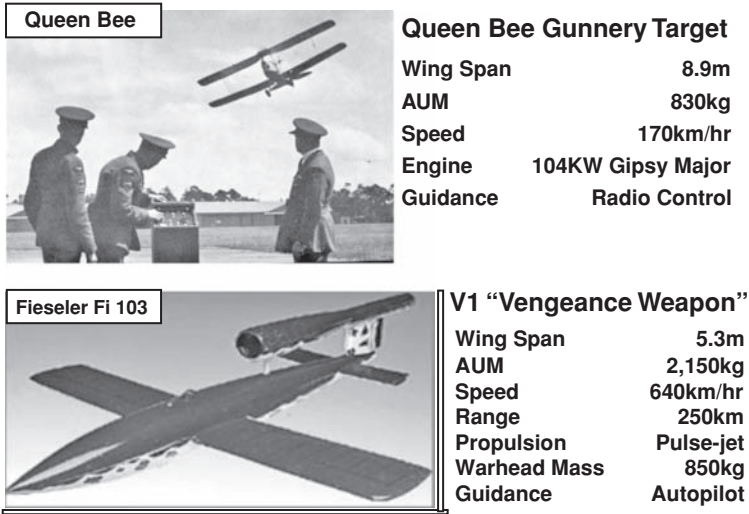 Queen Bee
Queen Bee Gunnery Target
Wing Span 8.9m
AUM 830kg
Speed 170km/hr
Engine 104KW Gipsy Major
Guidance Radio Control
Fieseler Fi 103
V1 “Vengeance Weapon”
Wing Span 5.3m
AUM 2,150kg
Speed 640km/hr
Range 250km
Propulsion Pulse-jet
Warhead Mass 850kg
Guidance Autopilot